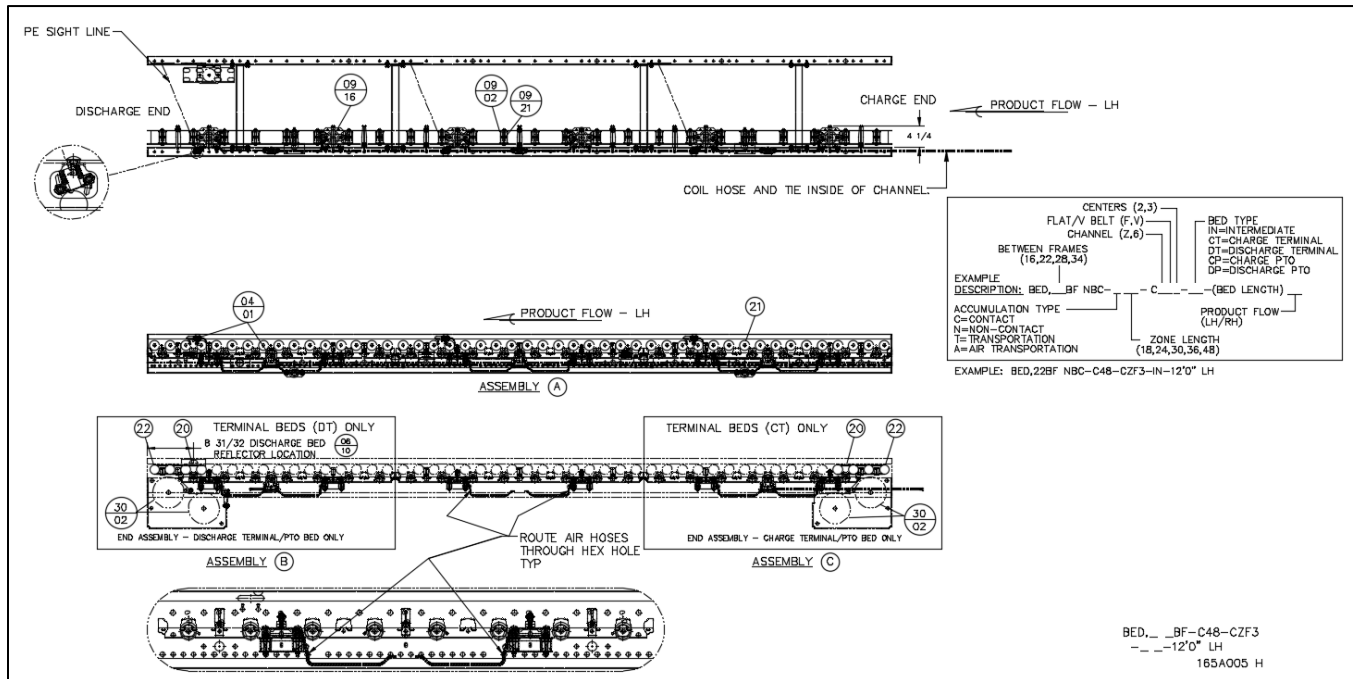 PE SIGHT LINE
DISCHARGE END
09
16
09
02
09
21
CHARGE END
PRODUCT FLOW - LH
4 1/4
COIL HOSE AND TIE INSIDE OF CHANNEL.
CENTERS (2,3)
FLAT/V BELT (F,V)
CHANNEL (Z,6)
BETWEEN FRAMES
(16,22,28,34)
BED TYPE
IN=INTERMEDIATE
CT=CHARGE TERMINAL
DT=DISCHARGE TERMINAL
CP=CHARGE PTO
DP=DISCHARGE PTO
EXAMPLE
DESCRIPTION: BED,__BF NBC-_ __-C___-__-(BED LENGTH) __
ACCUMULATION TYPE
C=CONTACT
N=NON-CONTACT
T=TRANSPORTATION
A=AIR TRANSPORTATION
ZONE LENGTH
(18,24,30,36,48)
PRODUCT FLOW
(LH/RH)
EXAMPLE: BED,22BF NBC-C48-CZF3-IN-12'0" LH
04
01
PRODUCT FLOW - LH
21
ASSEMBLY A
TERMINAL BEDS (DT) ONLY
22
20
8 31/32 DISCHARGE BED
REFLECTOR LOCATION
06
10
30
02
END ASSEMBLY - DISCHARGE TERMINAL/PTO BED ONLY
ASSEMBLY B
ROUTE AIR HOSES
THROUGH HEX HOLE
TYP
TERMINAL BEDS (CT) ONLY
20
22
30
02
END ASSEMBLY - CHARGE TERMINAL/PTO BED ONLY
ASSEMBLY C
BED,_ _BF-C48-CZF3
-_ _-12'0" LH
165A005 H